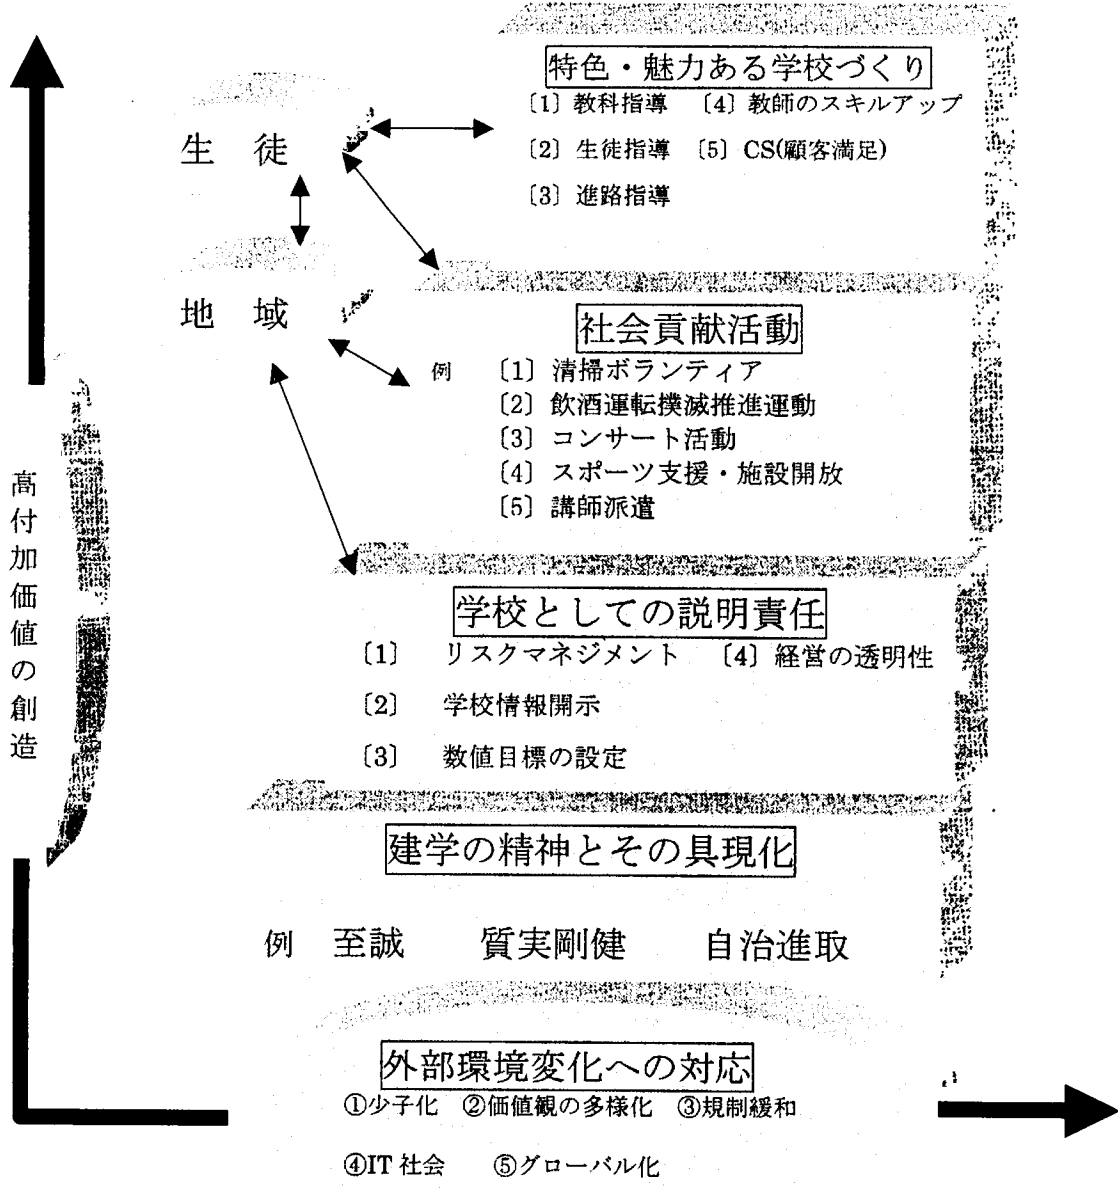 特色・魅力ある学校づくり
〔1〕教科指導 〔4〕教師のスキルアップ
〔2〕生徒指導 〔5〕CS(顧客満足)
〔3〕進路指導
生 徒
地 域
社会貢献活動
例 〔1〕清掃ボランティア
〔2〕飲酒運転撲滅推進運動
〔3〕コンサート活動
〔4〕スポーツ支援・施設開放
〔5〕講師派遣
高付加価値の創造
学校としての説明責任
〔1〕 リスクマネジメント 〔4〕経営の透明性
〔2〕 学校情報開示
〔3〕 数値目標の設定
建学の精神とその具現化
例 至誠 質実剛健 自治進取
外部環境変化への対応
①少子化 ②価値観の多様化 ③規制緩和
④IT 社会 ⑤グローバル化